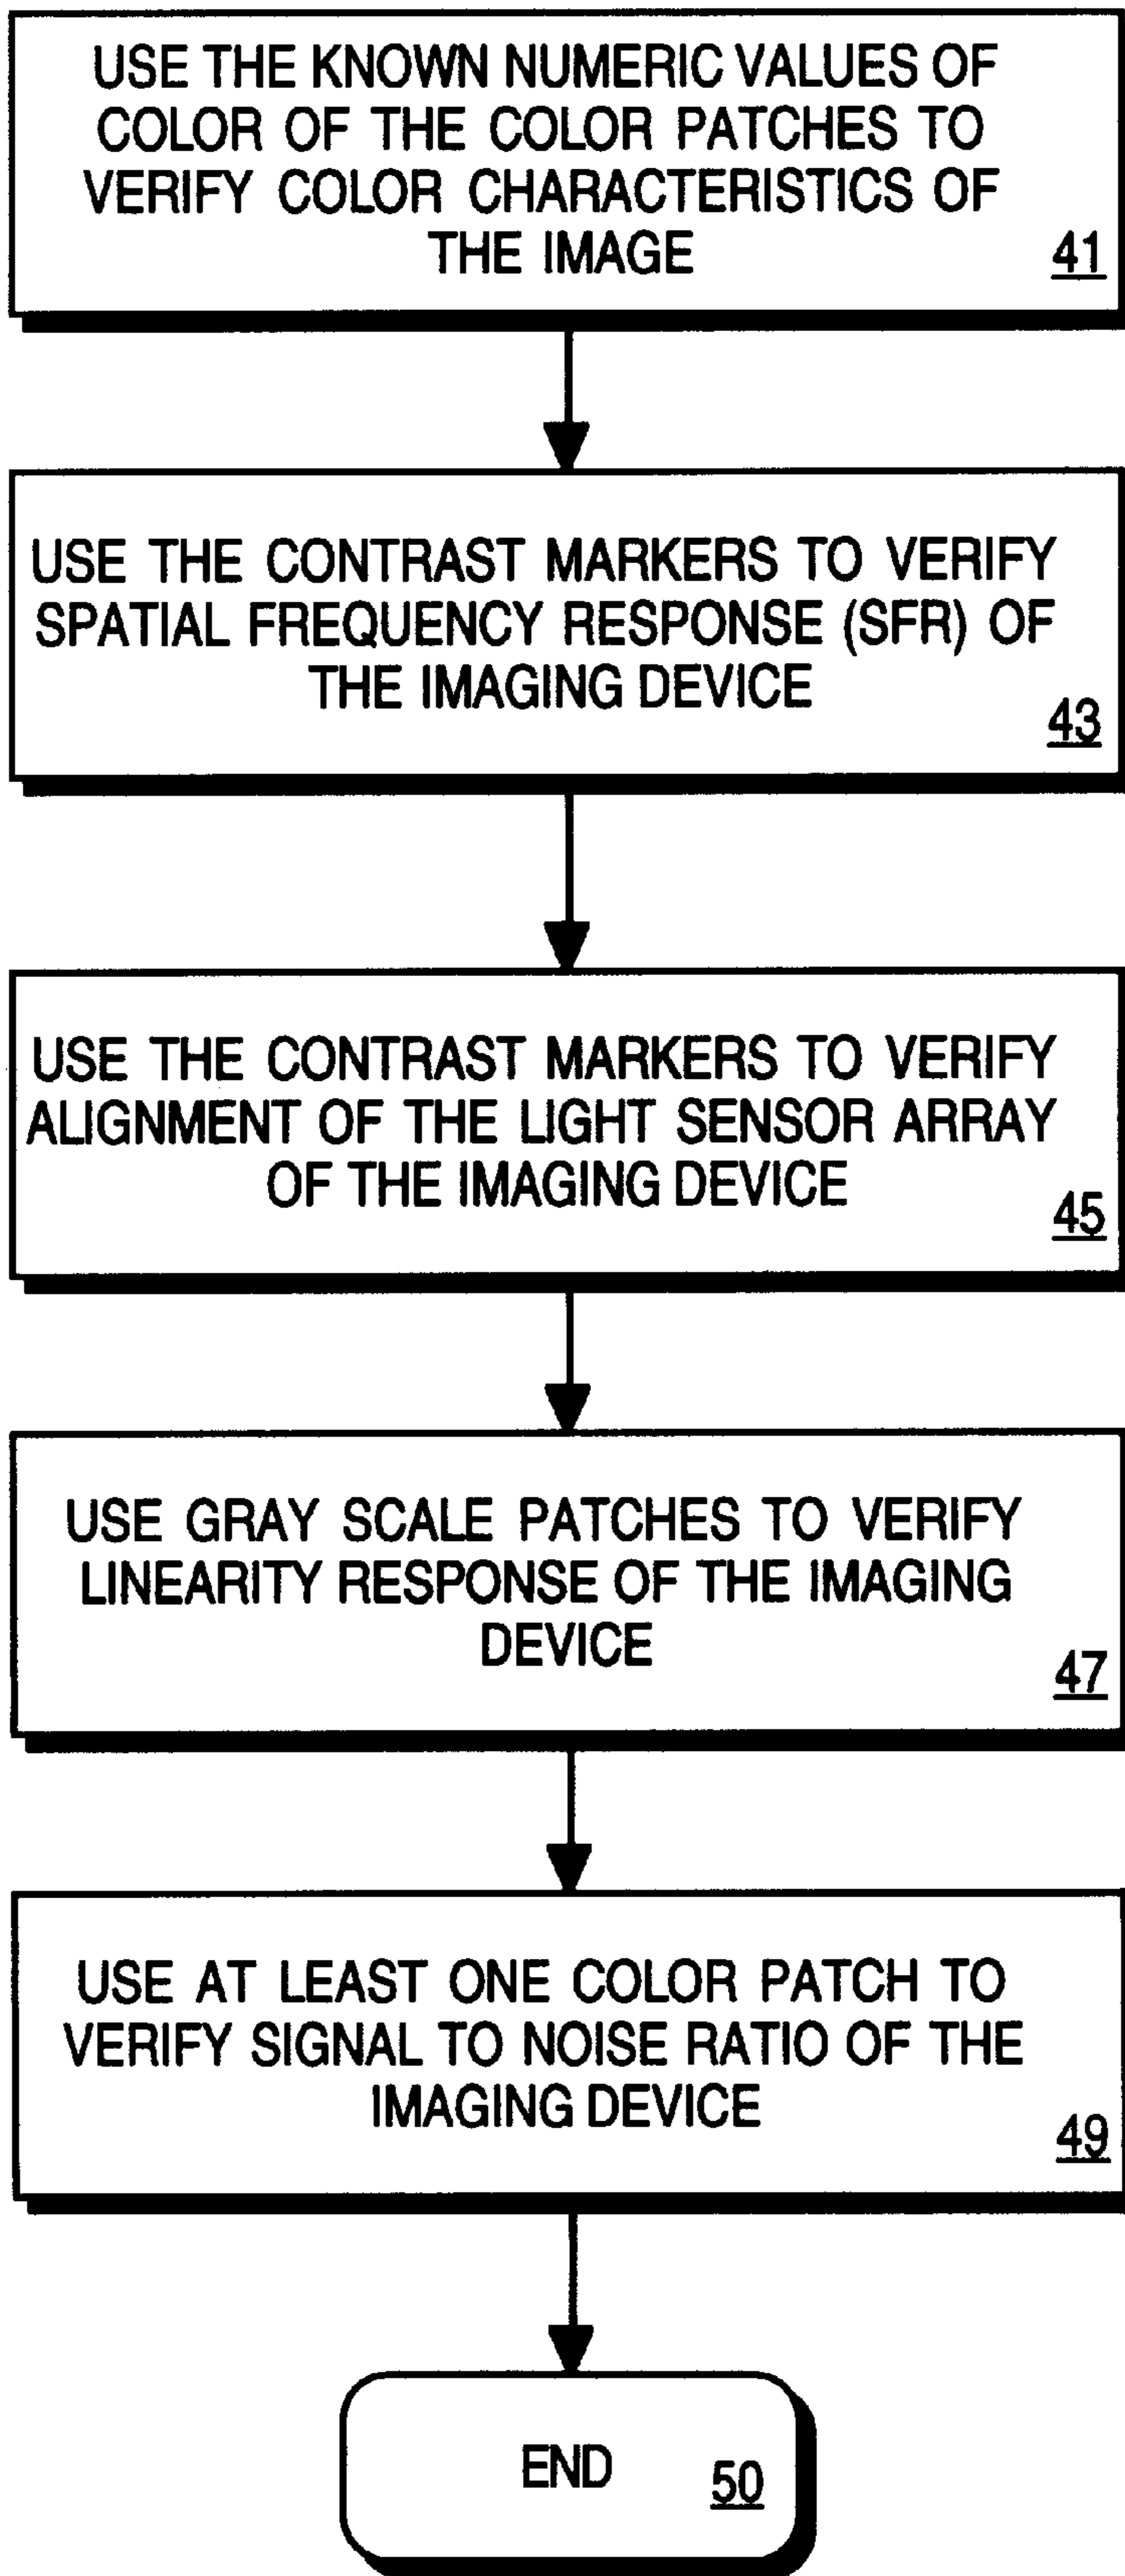 USE THE KNOWN NUMERIC VALUES OF
COLOR OF THE COLOR PATCHES TO
VERIFY COLOR CHARACTERISTICS OF
THE IMAGE
41
USE THE CONTRAST MARKERS TO VERIFY
SPATIAL FREQUENCY RESPONSE (SFR) OF
THE IMAGING DEVICE
43
USE THE CONTRAST MARKERS TO VERIFY
ALIGNMENT OF THE LIGHT SENSOR ARRAY
OF THE IMAGING DEVICE
45
USE GRAY SCALE PATCHES TO VERIFY
LINEARITY RESPONSE OF THE IMAGING
DEVICE
47
USE AT LEAST ONE COLOR PATCH TO
VERIFY SIGNAL TO NOISE RATIO OF THE
IMAGING DEVICE
49
END
50